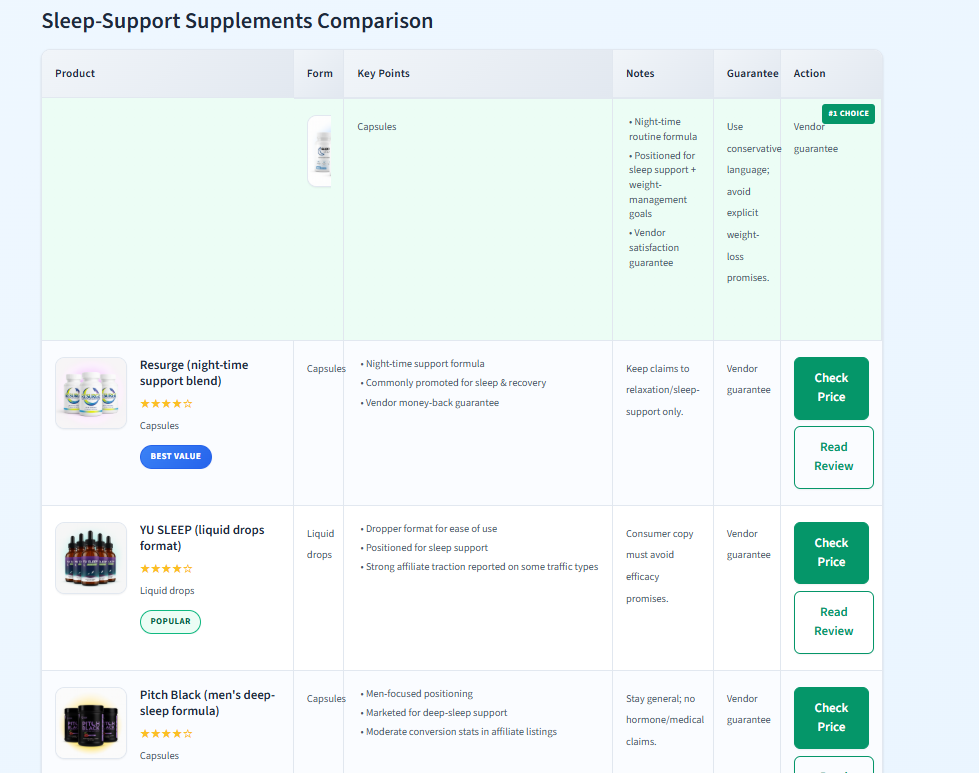 Sleep-Support Supplements Comparison
Product
Form
Key Points
Notes
Guarantee
Action
#1 CHOICE
Capsules
• Night-time
routine formula
• Positioned for
sleep support +
weight-
management
goals
• Vendor
satisfaction
guarantee
Use
conservative
language;
avoid
explicit
weight-
loss
promises.
Vendor
guarantee
Resurge (night-time
support blend)
★★★★☆
Capsules
BEST VALUE
Capsules
• Night-time support formula
• Commonly promoted for sleep & recovery
• Vendor money-back guarantee
Keep claims to
relaxation/sleep-
support only.
Vendor
guarantee
Check
Price
Read
Review
YU SLEEP (liquid drops
format)
★★★★☆
Liquid drops
POPULAR
Liquid
drops
• Dropper format for ease of use
• Positioned for sleep support
• Strong affiliate traction reported on some traffic types
Consumer copy
must avoid
efficacy
promises.
Vendor
guarantee
Check
Price
Read
Review
Pitch Black (men's deep-
sleep formula)
★★★★☆
Capsules
Capsules
• Men-focused positioning
• Marketed for deep-sleep support
• Moderate conversion stats in affiliate listings
Stay general; no
hormone/medical
claims.
Vendor
guarantee
Check
Price